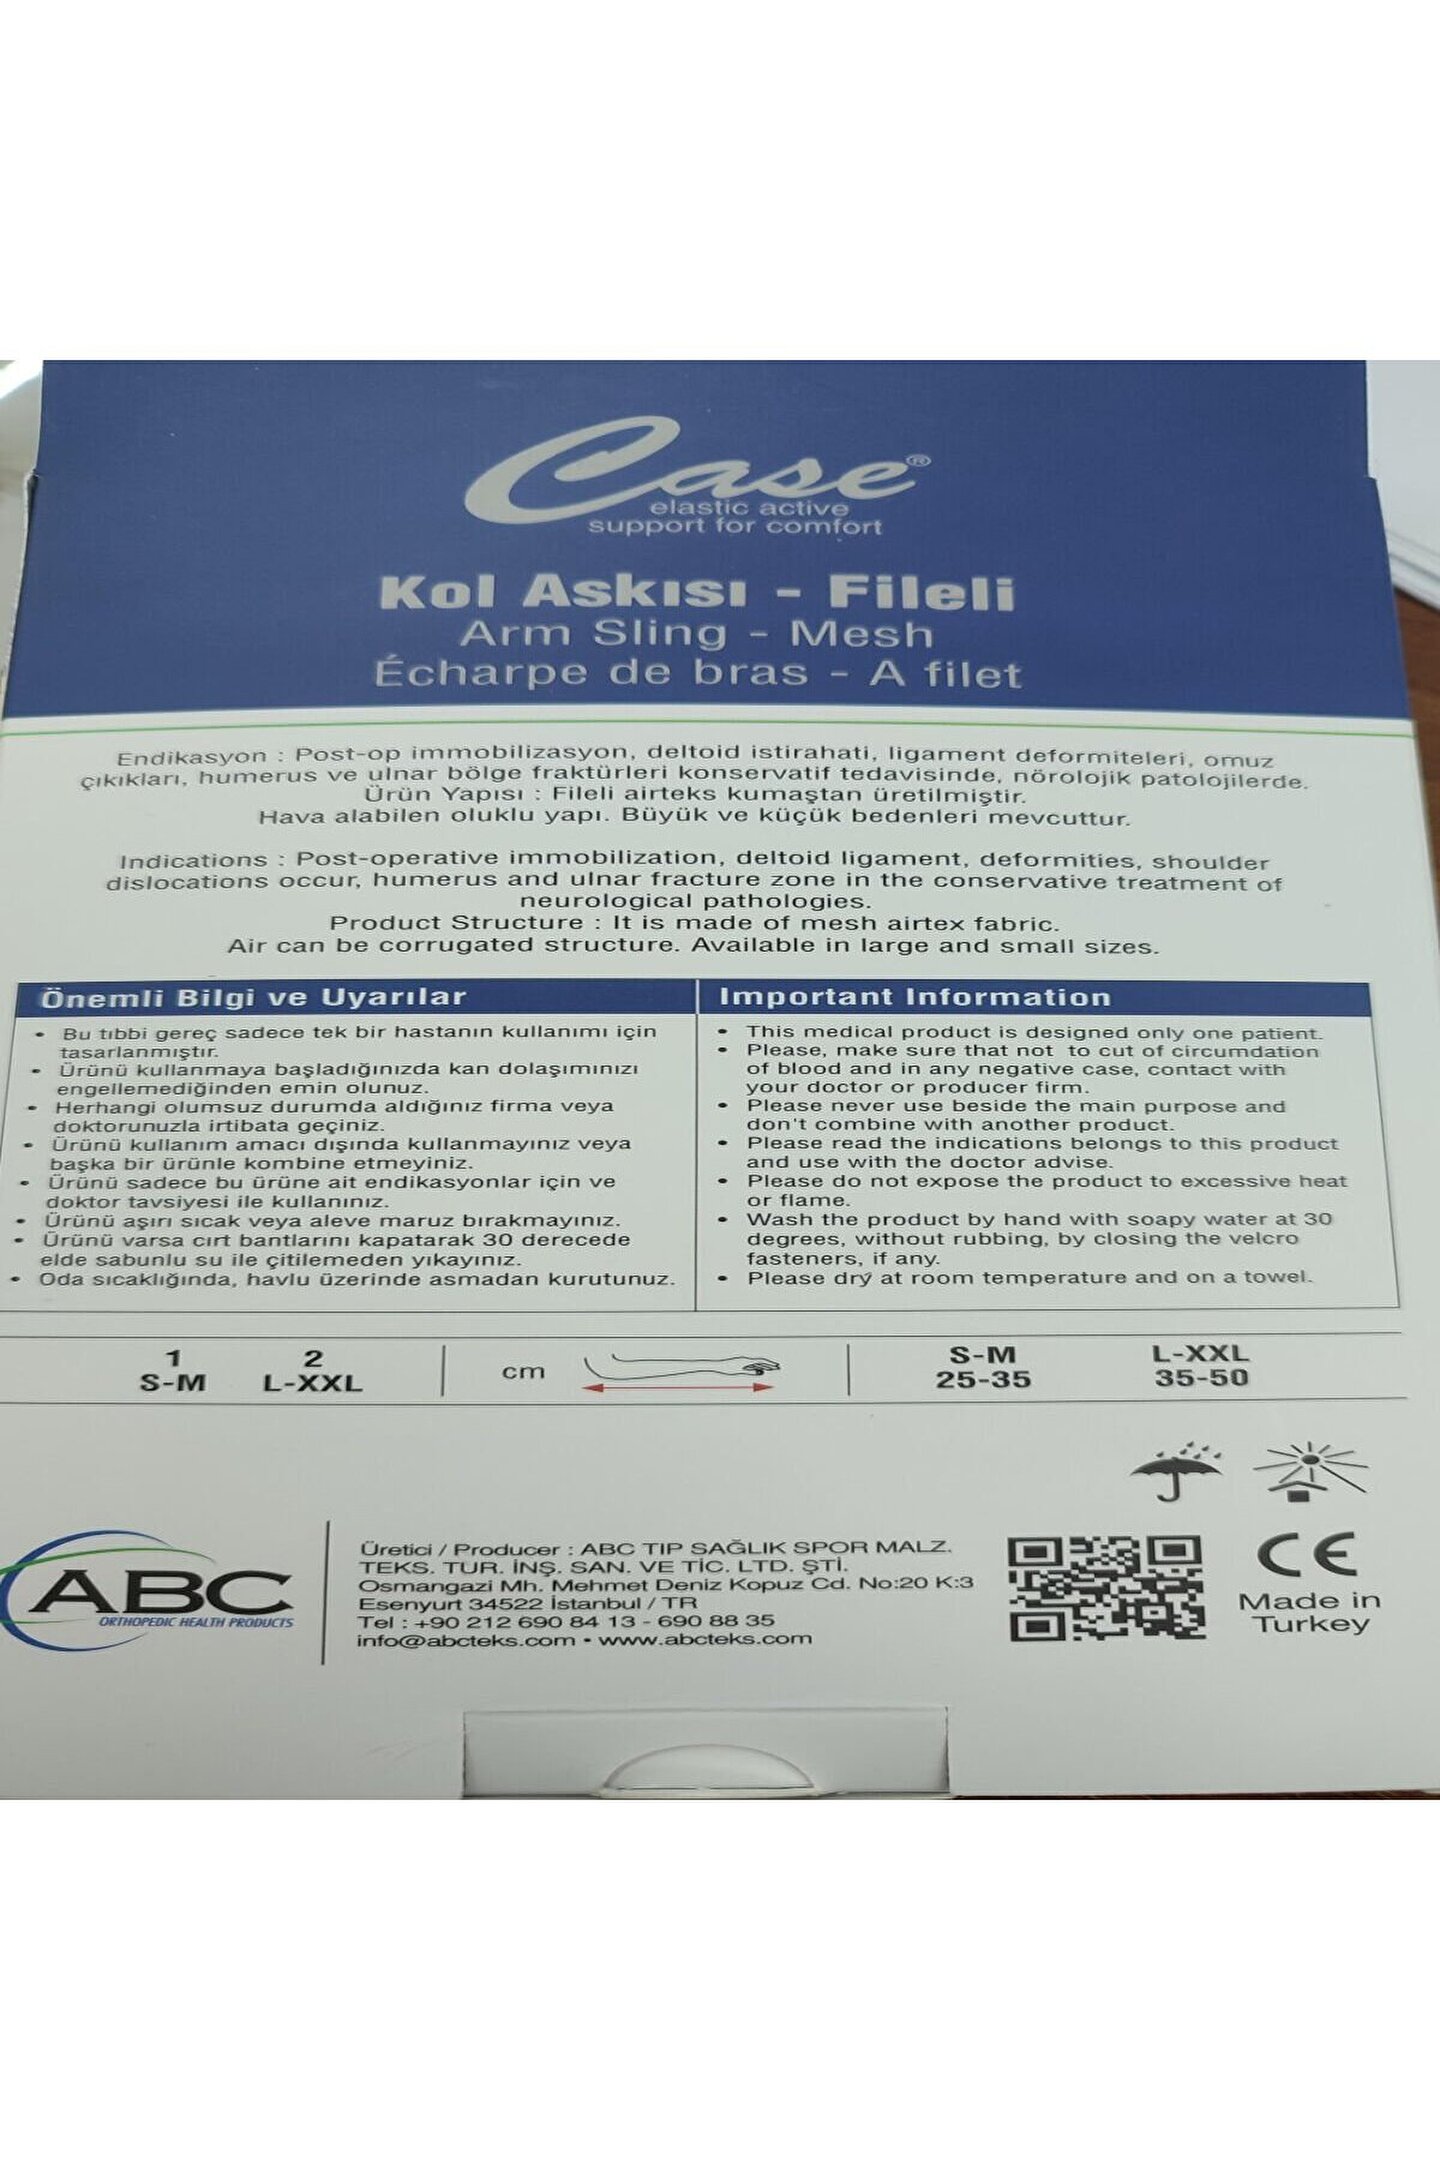 Case®
elastic active
support for comfort
Kol Askısı - Fileli
Arm Sling - Mesh
Écharpe de bras - A filet
Endikasyon : Post-op immobilizasyon, deltoid istirahati, ligament deformiteleri, omuz
çıkıkları, humerus ve ulnar bölge fraktürleri konservatif tedavisinde, nörolojik patolojilerde.
Ürün Yapısı : Fileli airteks kumaştan üretilmiştir.
Hava alabilen oluklu yapı. Büyük ve küçük bedenleri mevcuttur.
Indications : Post-operative immobilization, deltoid ligament, deformities, shoulder
dislocations occur, humerus and ulnar fracture zone in the conservative treatment of
neurological pathologies.
Product Structure : It is made of mesh airtex fabric.
Air can be corrugated structure. Available in large and small sizes.
Önemli Bilgi ve Uyarılar
• Bu tıbbi gereç sadece tek bir hastanın kullanımı için
tasarlanmıştır.
• Ürünü kullanmaya başladığınızda kan dolaşımınızı
engellemediğinden emin olunuz.
• Herhangi olumsuz durumda aldığınız firma veya
doktorunuzla irtibata geçiniz.
• Ürünü kullanım amacı dışında kullanmayınız veya
başka bir ürünle kombine etmeyiniz.
• Ürünü sadece bu ürüne ait endikasyonlar için ve
doktor tavsiyesi ile kullanınız.
• Ürünü aşırı sıcak veya aleve maruz bırakmayınız.
• Ürünü varsa cırt bantlarını kapatarak 30 derecede
elde sabunlu su ile çitilemeden yıkayınız.
• Oda sıcaklığında, havlu üzerinde asmadan kurutunuz.
Important Information
• This medical product is designed only one patient.
• Please, make sure that not to cut of circumdation
of blood and in any negative case, contact with
your doctor or producer firm.
• Please never use beside the main purpose and
don't combine with another product.
• Please read the indications belongs to this product
and use with the doctor advise.
• Please do not expose the product to excessive heat
or flame.
• Wash the product by hand with soapy water at 30
degrees, without rubbing, by closing the velcro
fasteners, if any.
• Please dry at room temperature and on a towel.
1 2
S-M L-XXL
cm
S-M L-XXL
25-35 35-50
ABC
ORTHOPEDIC HEALTH PRODUCTS
Üretici / Producer : ABC TIP SAĞLIK SPOR MALZ.
TEKS. TUR. İNŞ. SAN. VE TİC. LTD. ŞTİ.
Osmangazi Mh. Mehmet Deniz Kopuz Cd. No:20 K:3
Esenyurt 34522 İstanbul / TR
Tel : +90 212 690 84 13 - 690 88 35
info@abcteks.com • www.abcteks.com
CE
Made in
Turkey